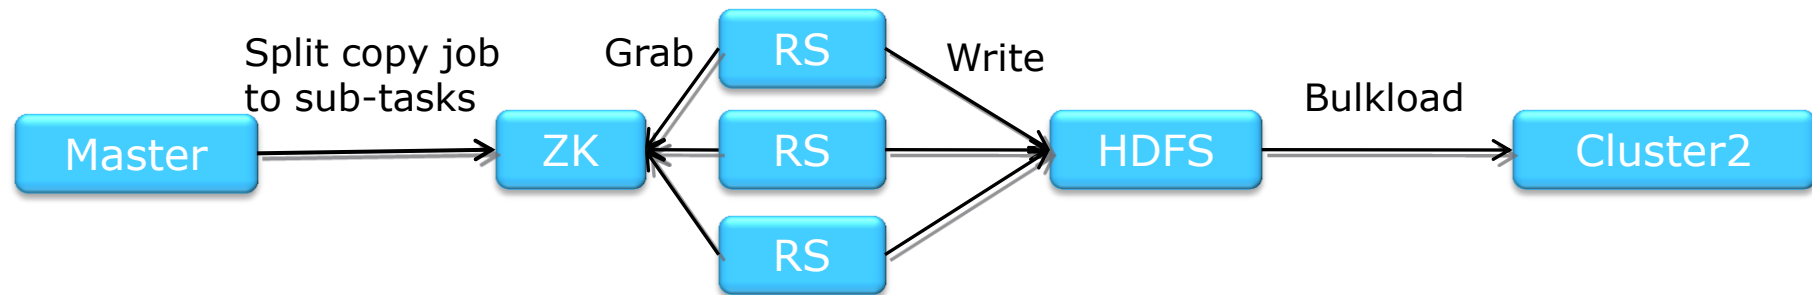 Split copy job
to sub-tasks
Grab
Write
Bulkload
Master
ZK
RS
RS
RS
HDFS
Cluster2